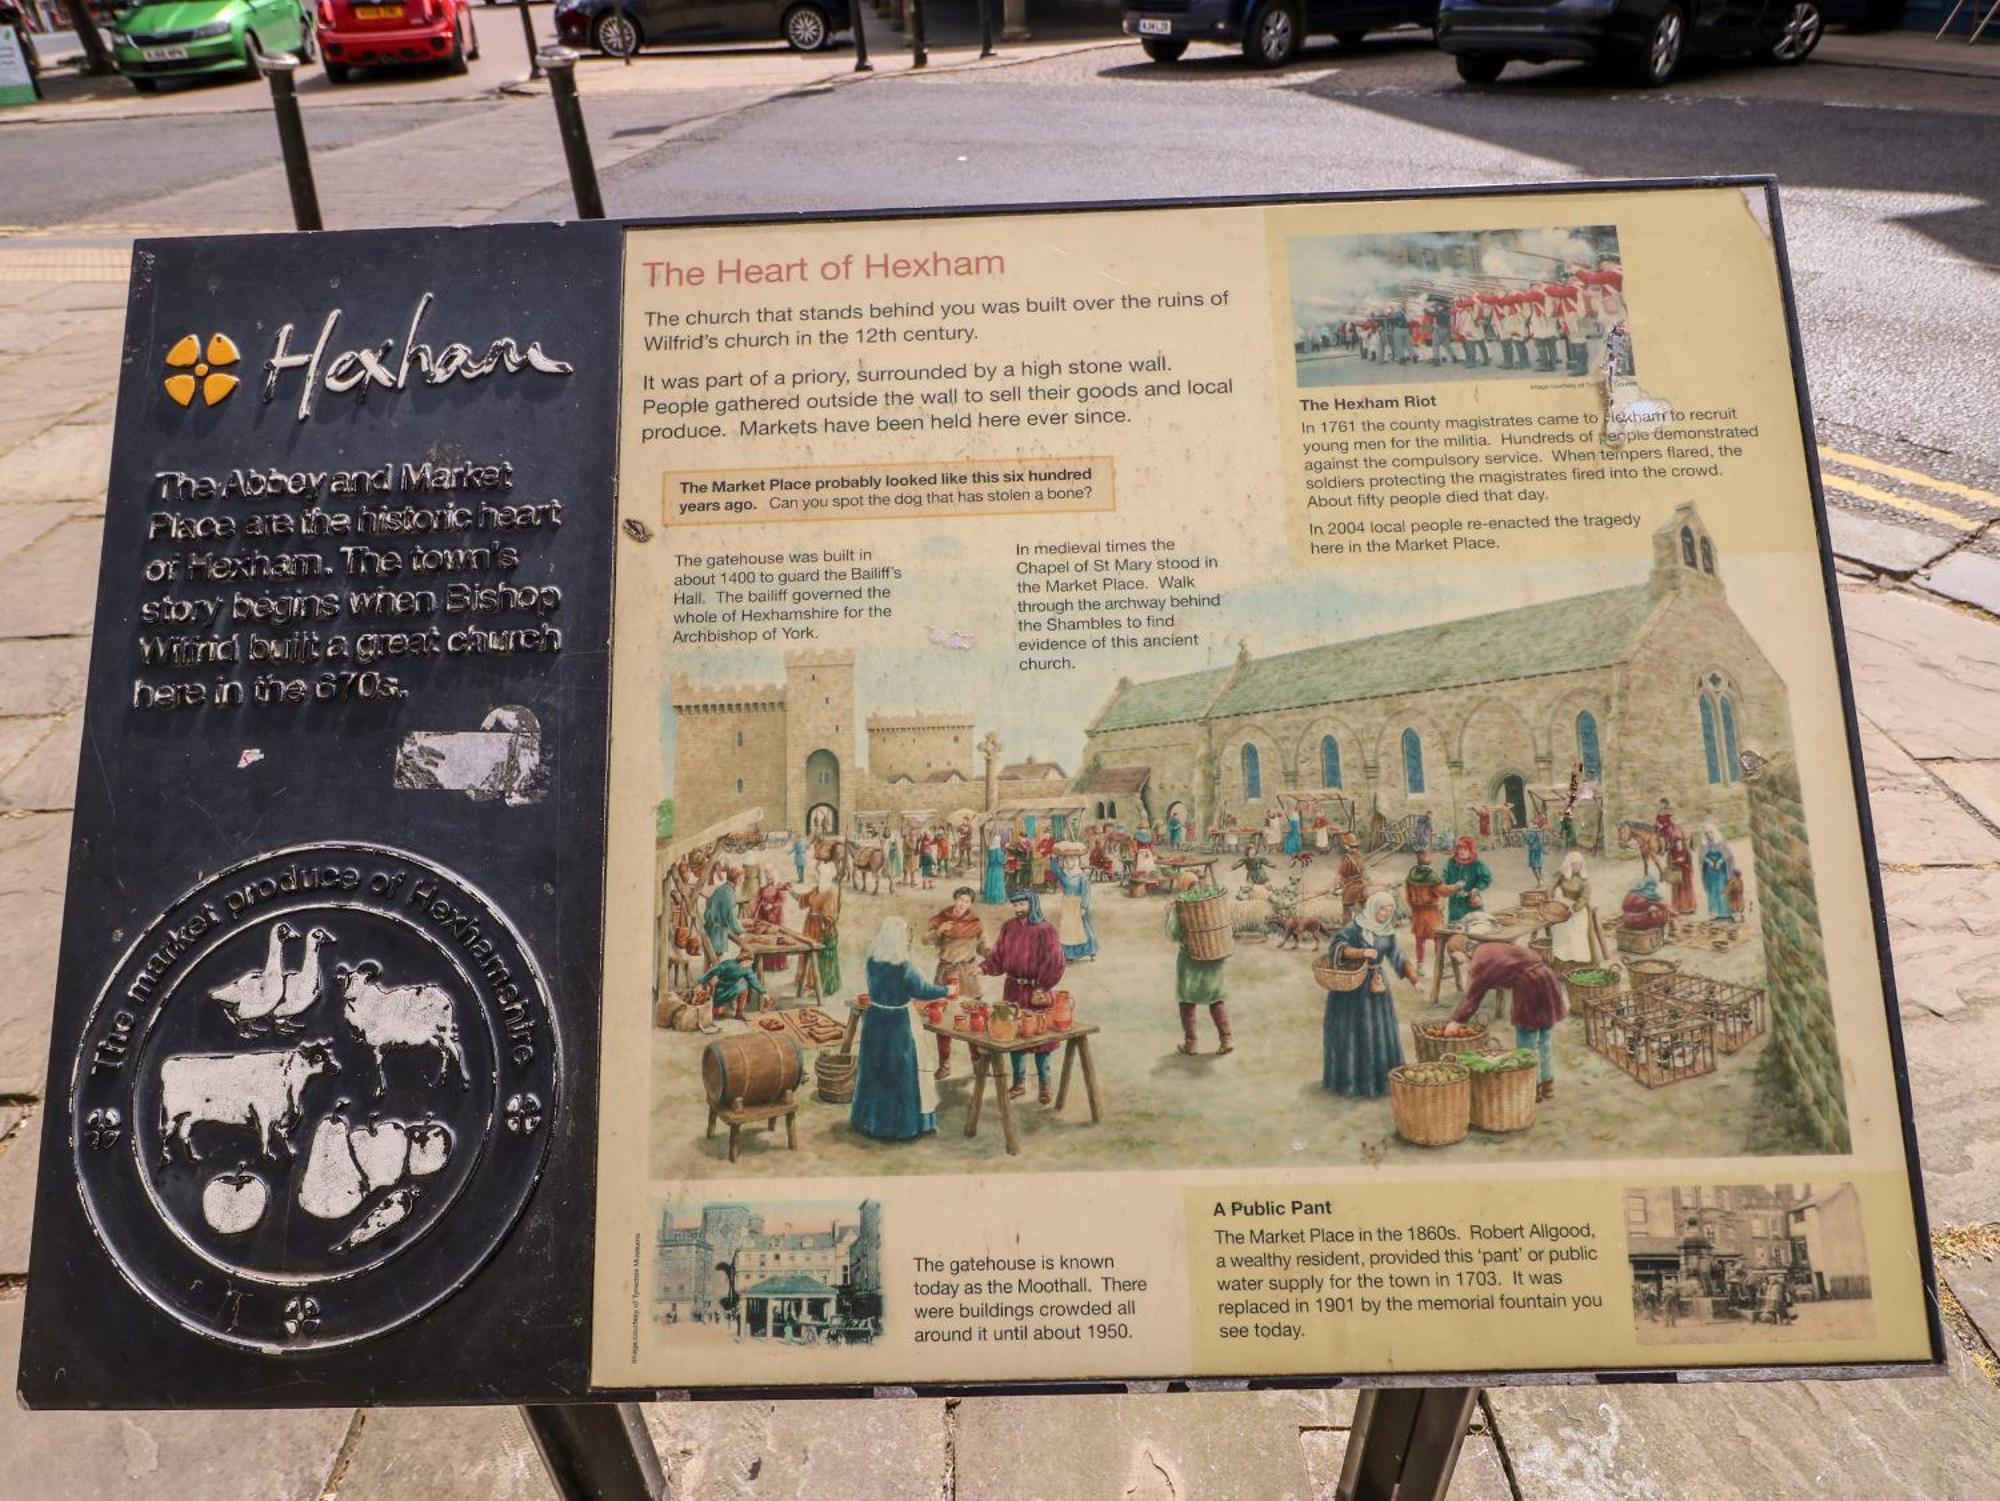 Hexham
The Abbey and Market
Place are the historic heart
of Hexham. The town's
story begins when Bishop
Wilfrid built a great church
here in the 670s.
The market produce of Hexhamshire
The Heart of Hexham
The church that stands behind you was built over the ruins of
Wilfrid's church in the 12th century.
It was part of a priory, surrounded by a high stone wall.
People gathered outside the wall to sell their goods and local
produce. Markets have been held here ever since.
The Market Place probably looked like this six hundred
years ago. Can you spot the dog that has stolen a bone?
The gatehouse was built in
about 1400 to guard the Bailiff's
Hall. The bailiff governed the
whole of Hexhamshire for the
Archbishop of York.
In medieval times the
Chapel of St Mary stood in
the Market Place. Walk
through the archway behind
the Shambles to find
evidence of this ancient
church.
Image courtesy of
The Hexham Riot
In 1761 the county magistrates came to Hexham to recruit
young men for the militia. Hundreds of people demonstrated
against the compulsory service. When tempers flared, the
soldiers protecting the magistrates fired into the crowd.
About fifty people died that day.
In 2004 local people re-enacted the tragedy
here in the Market Place.
Image courtesy of Tynedale Museums
The gatehouse is known
today as the Moothall. There
were buildings crowded all
around it until about 1950.
A Public Pant
The Market Place in the 1860s. Robert Allgood,
a wealthy resident, provided this 'pant' or public
water supply for the town in 1703. It was
replaced in 1901 by the memorial fountain you
see today.